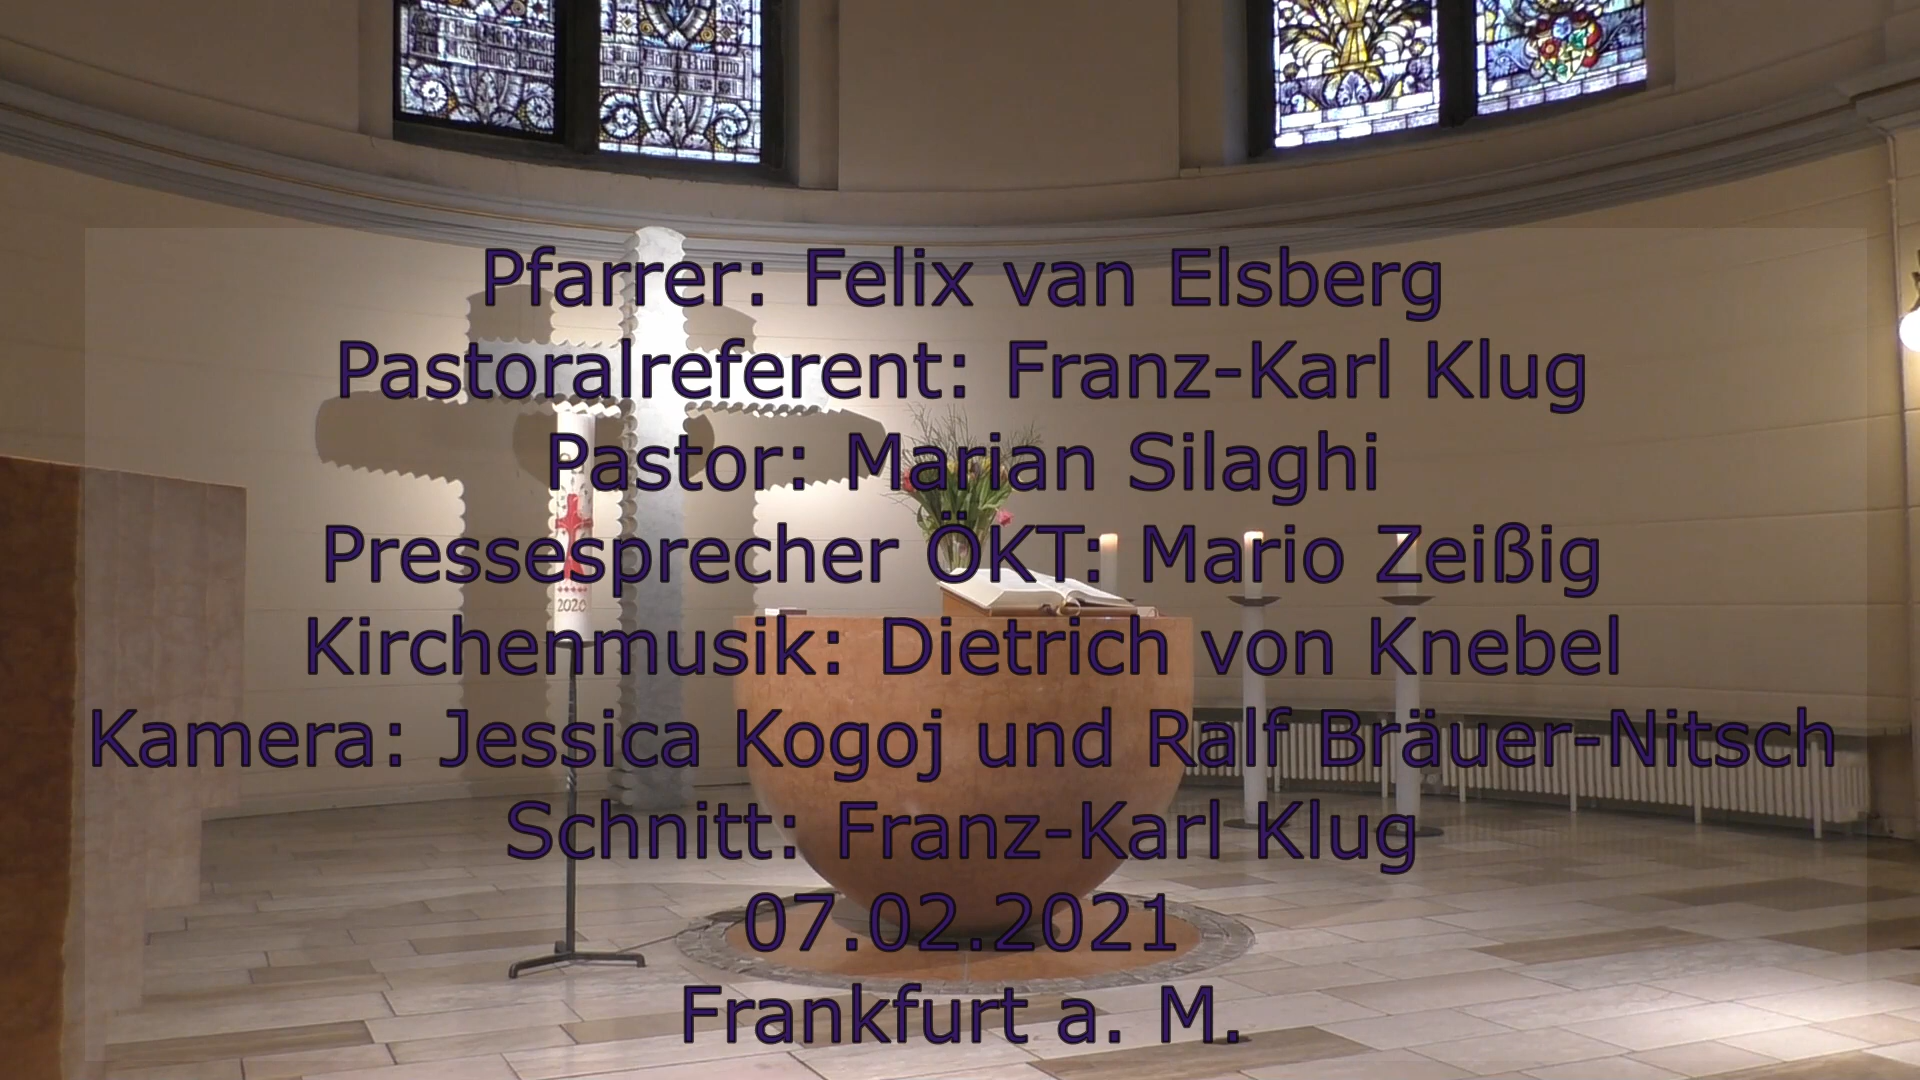 Pfarrer: Felix van Elsberg
Pastoralreferent: Franz-Karl Klug
Pastor: Marian Silaghi
Pressesprecher ÖKT: Mario Zeißig
Kirchenmusik: Dietrich von Knebel
Kamera: Jessica Kogoj und Ralf Bräuer-Nitsch
Schnitt: Franz-Karl Klug
07.02.2021
Frankfurt a. M.
2020